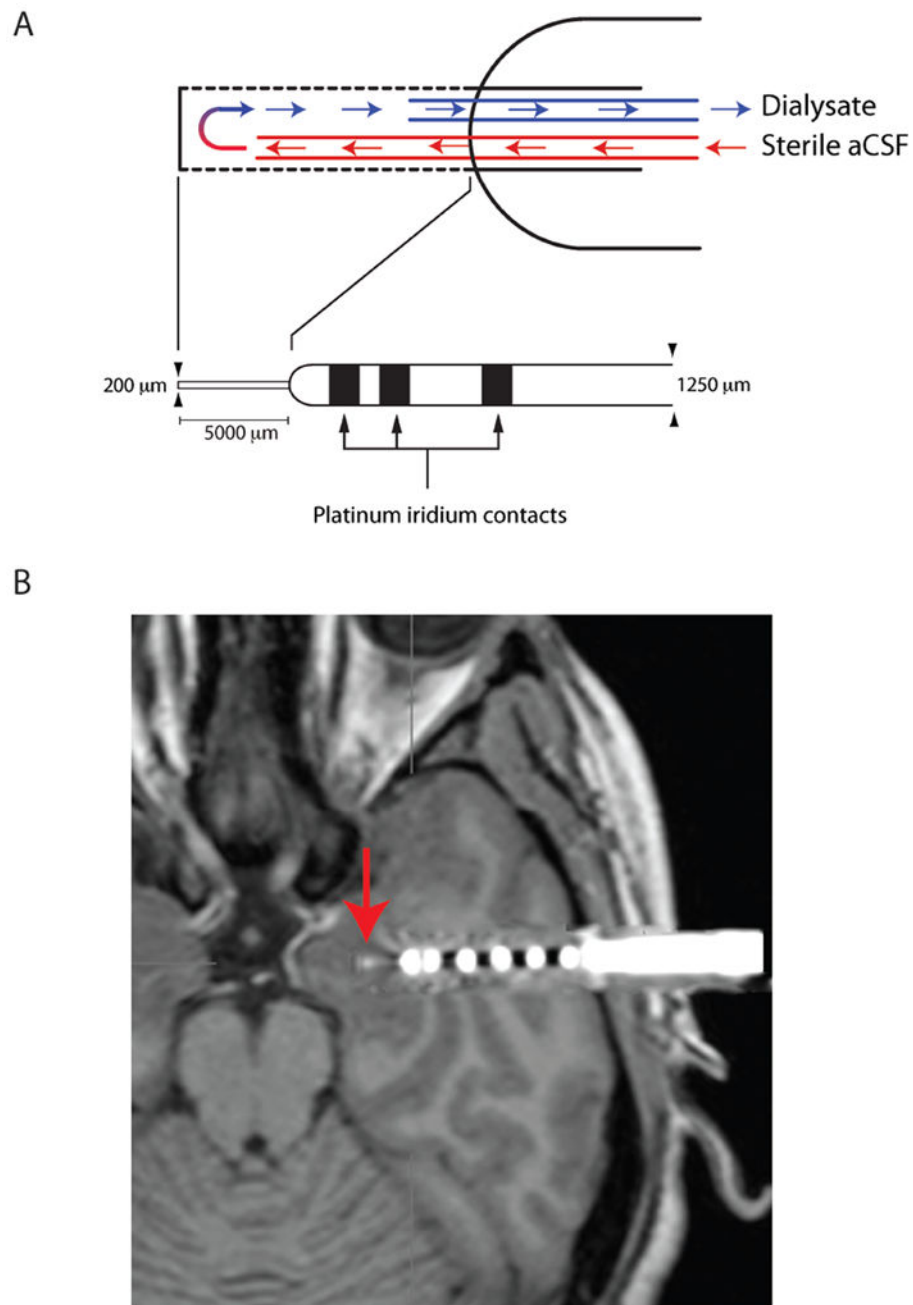 A
Dialysate
Sterile aCSF
200 μm
1250 μm
5000 μm
Platinum iridium contacts
B